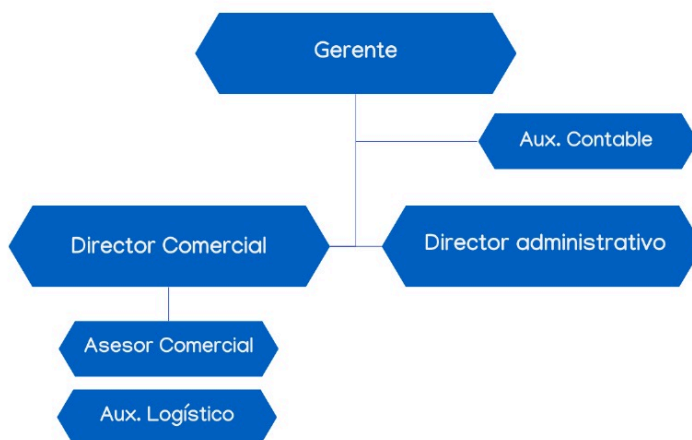 Gerente
Aux. Contable
Director Comercial
Director administrativo
Asesor Comercial
Aux. Logístico